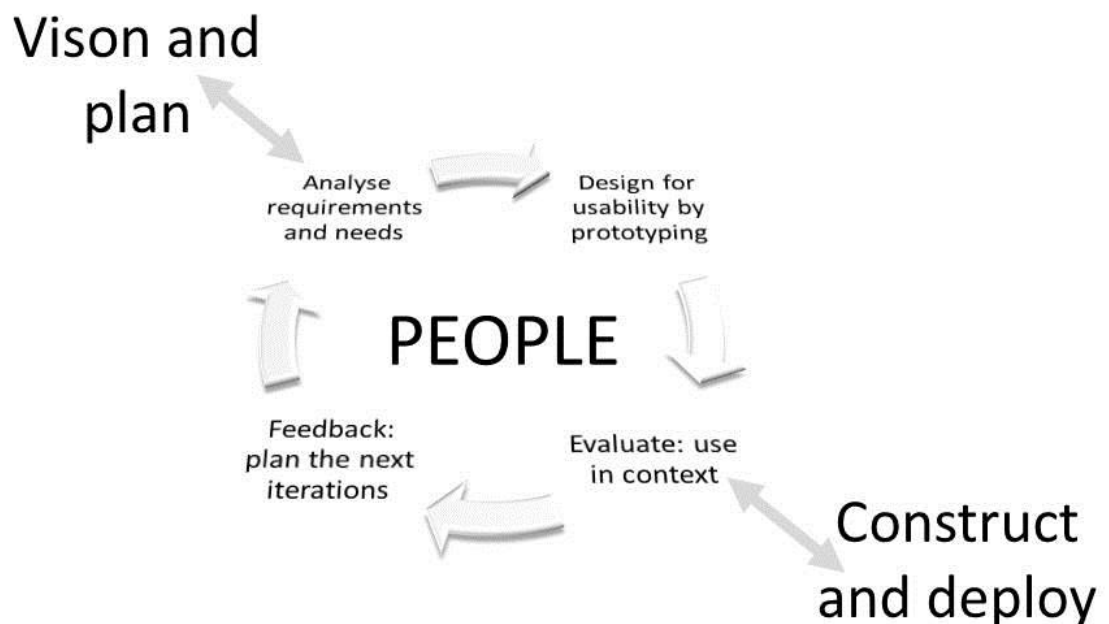 Vison and
plan
Analyse
requirements
and needs
Design for
usability by
prototyping
PEOPLE
Feedback:
plan the next
iterations
Evaluate: use
in context
Construct
and deploy